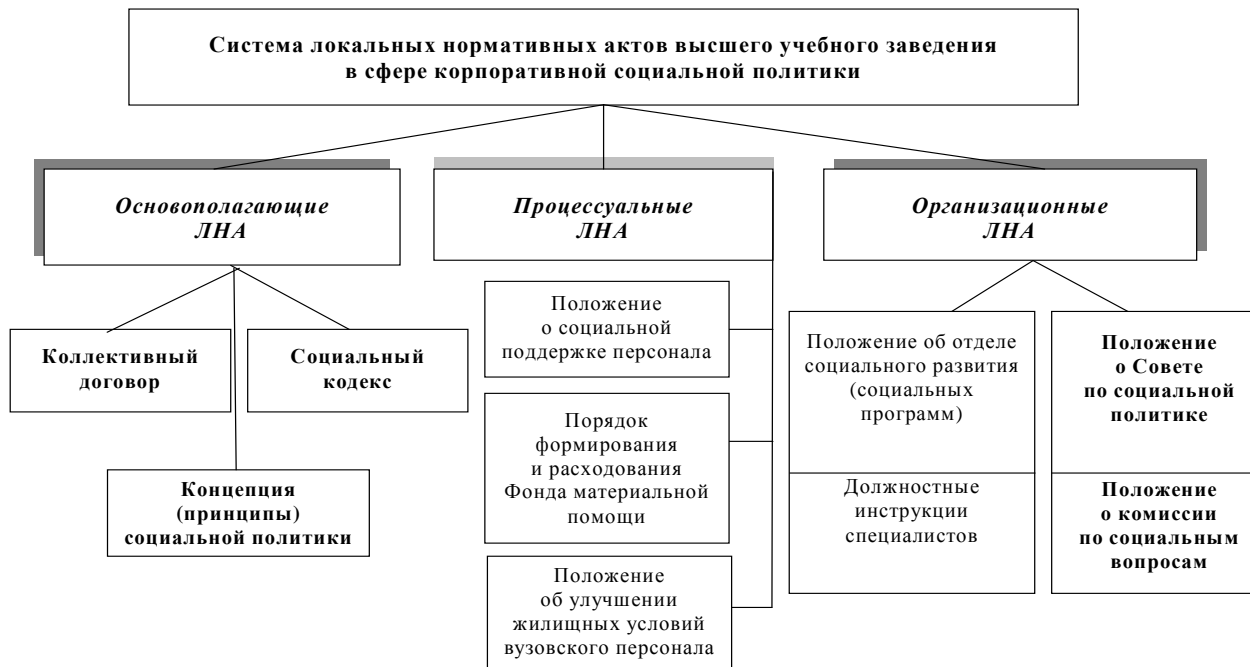 Система локальных нормативных актов высшего учебного заведения
в сфере корпоративной социальной политики
Основополагающие
ЛНА
Процессуальные
ЛНА
Организационные
ЛНА
Коллективный
договор
Социальный
кодекс
Концепция
(принципы)
социальной политики
Положение
о социальной
поддержке персонала
Порядок
формирования
и расходования
Фонда материальной
помощи
Положение
об улучшении
жилищных условий
вузовского персонала
Положение об отделе
социального развития
(социальных
программ)
Должностные
инструкции
специалистов
Положение
о Совете
по социальной
политике
Положение
о комиссии
по социальным
вопросам